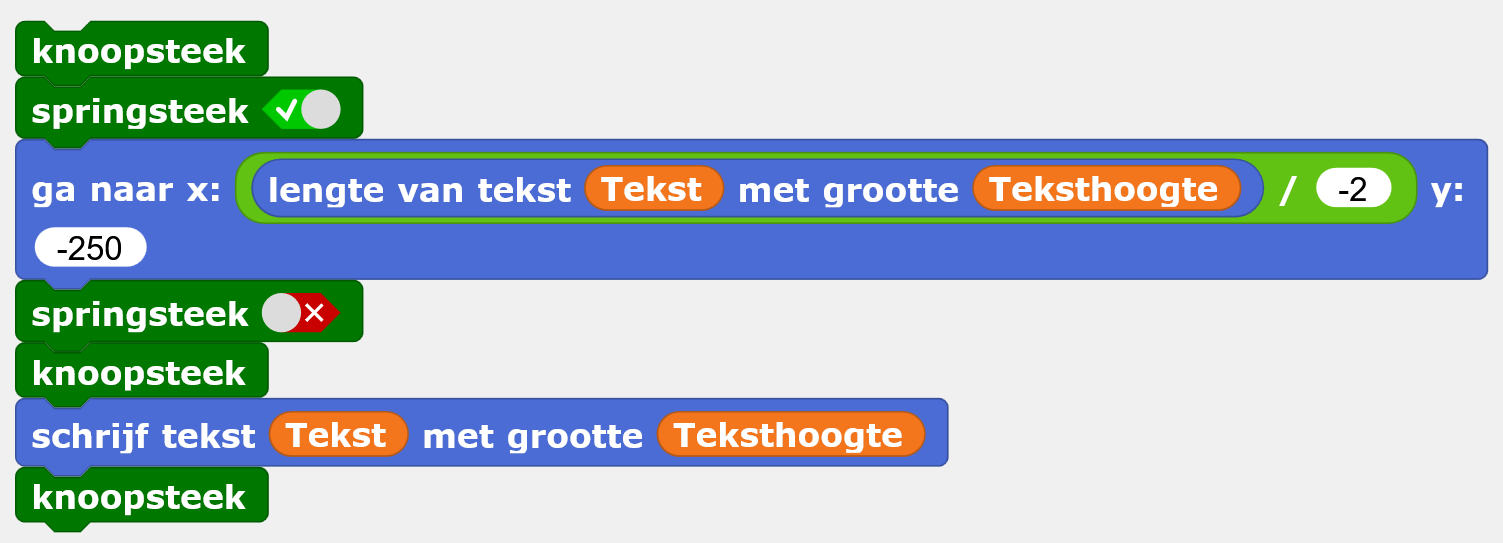 knoopsteek
springsteek
ga naar x: lengte van tekst Tekst met grootte Teksthoogte / -2 y:
-250
springsteek
knoopsteek
schrijf tekst Tekst met grootte Teksthoogte
knoopsteek